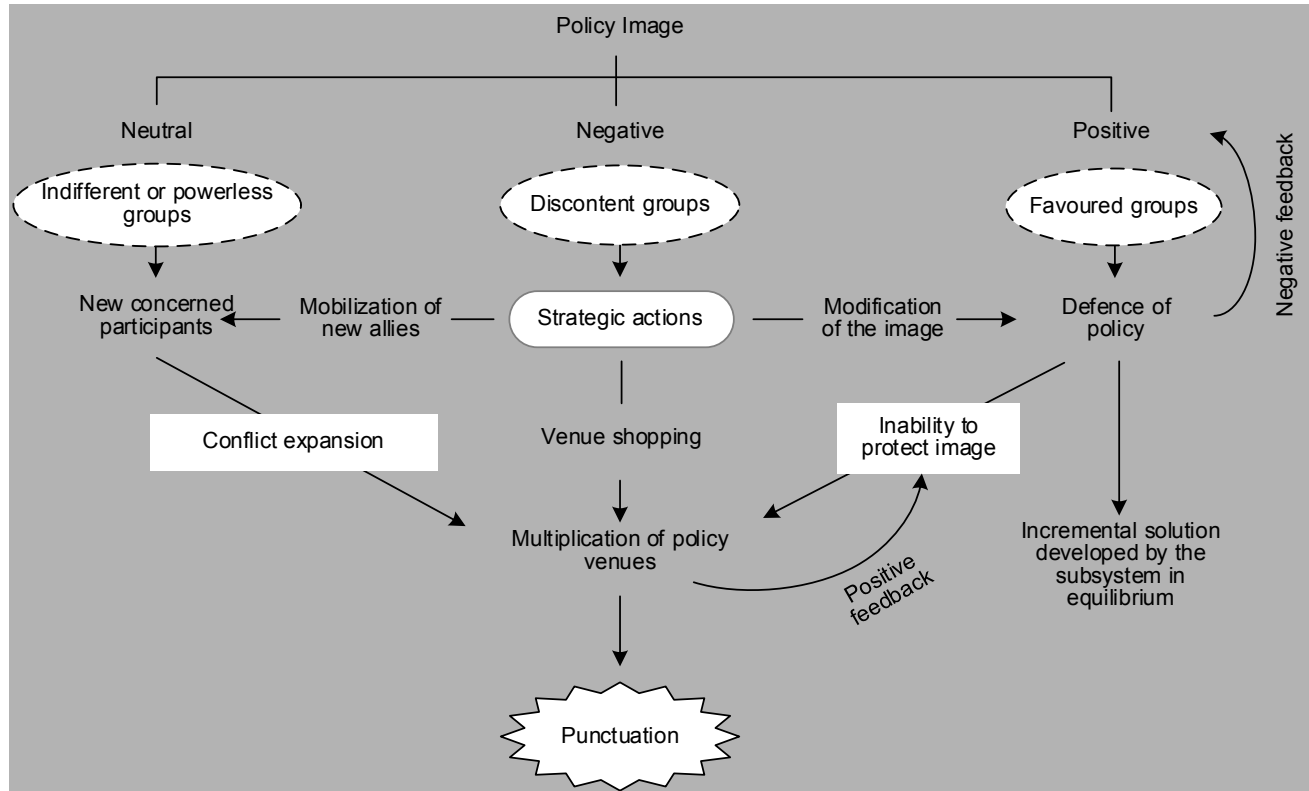 Policy Image
Neutral
Negative
Positive
Indifferent or powerless
groups
Discontent groups
Favoured groups
Negative feedback
New concerned
participants
Mobilization of
new allies
Strategic actions
Modification
of the image
Defence of
policy
Conflict expansion
Venue shopping
Inability to
protect image
Multiplication of policy
venues
Positive
feedback
Incremental solution
developed by the
subsystem in
equilibrium
Punctuation